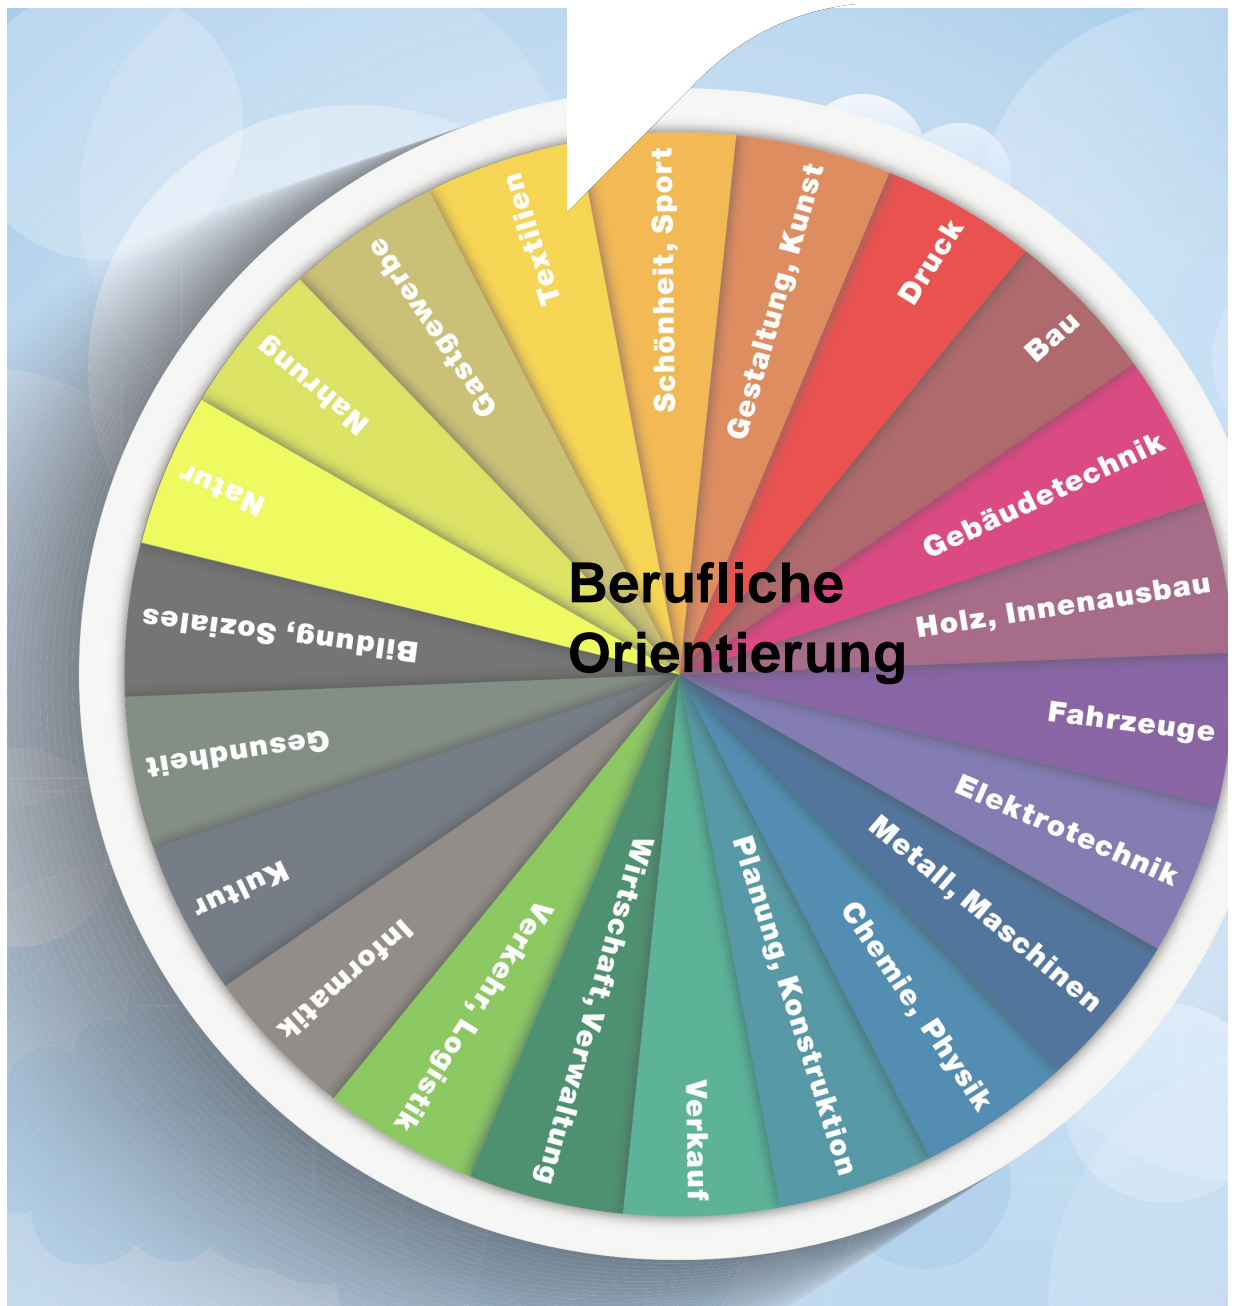 Berufliche
Orientierung
Schönheit, Sport
Gestaltung, Kunst
Druck
Bau
Gebäudetechnik
Holz, Innenausbau
Fahrzeuge
Elektrotechnik
Metall, Maschinen
Chemie, Physik
Planung, Konstruktion
Verkauf
Wirtschaft, Verwaltung
Verkehr, Logistik
Informatik
Kultur
Gesundheit
Bildung, Soziales
Natur
Nahrung
Gastgewerbe
Textilien